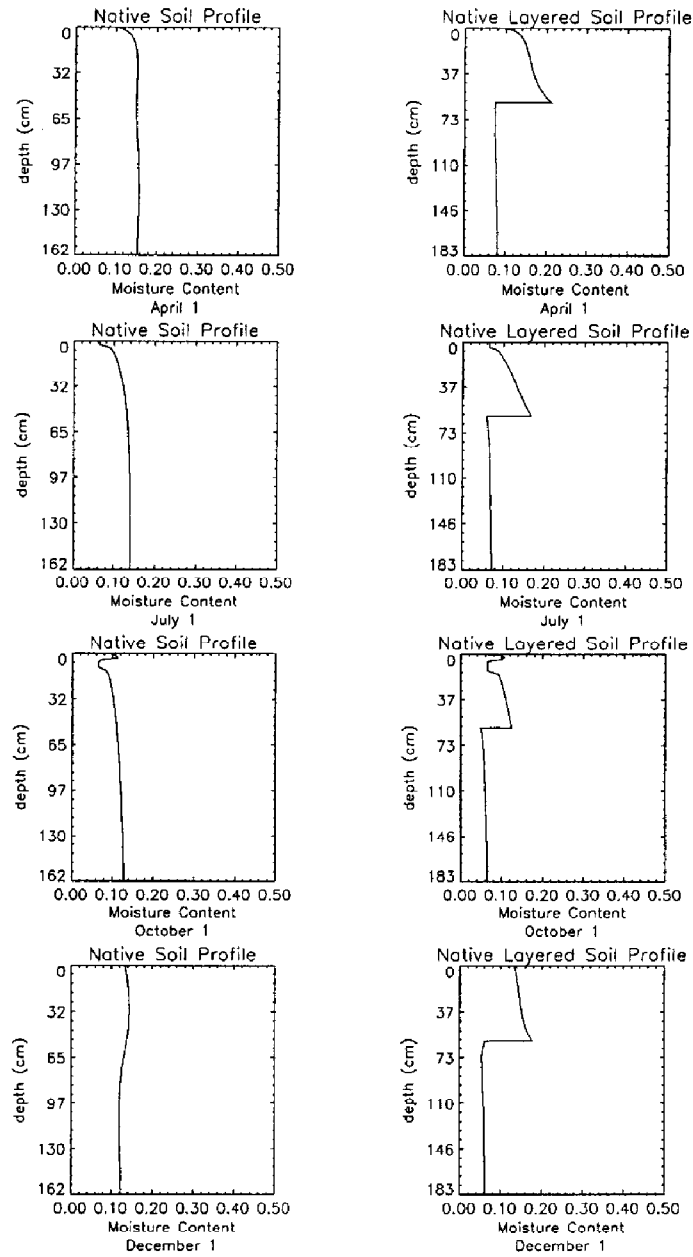 Native Soil Profile
0
32
65
97
130
162
depth (cm)
0.00 0.10 0.20 0.30 0.40 0.50
Moisture Content
April 1
Native Layered Soil Profile
0
37
73
110
146
183
depth (cm)
0.00 0.10 0.20 0.30 0.40 0.50
Moisture Content
April 1
Native Soil Profile
0
32
65
97
130
162
depth (cm)
0.00 0.10 0.20 0.30 0.40 0.50
Moisture Content
July 1
Native Layered Soil Profile
0
37
73
110
146
183
depth (cm)
0.00 0.10 0.20 0.30 0.40 0.50
Moisture Content
July 1
Native Soil Profile
0
32
65
97
130
162
depth (cm)
0.00 0.10 0.20 0.30 0.40 0.50
Moisture Content
October 1
Native Layered Soil Profile
0
37
73
110
146
183
depth (cm)
0.00 0.10 0.20 0.30 0.40 0.50
Moisture Content
October 1
Native Soil Profile
0
32
65
97
130
162
depth (cm)
0.00 0.10 0.20 0.30 0.40 0.50
Moisture Content
December 1
Native Layered Soil Profile
0
37
73
110
146
183
depth (cm)
0.00 0.10 0.20 0.30 0.40 0.50
Moisture Content
December 1